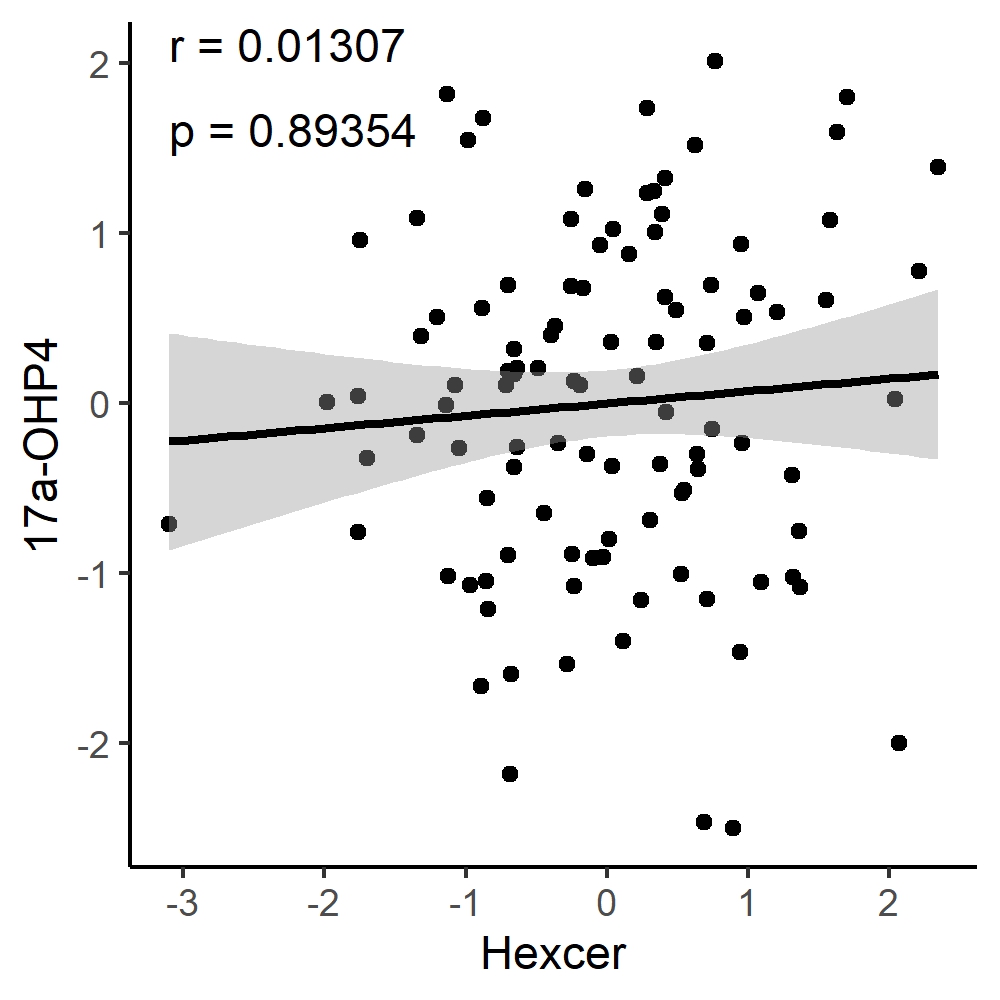 r = 0.01307
p = 0.89354
2
1
0
-1
-2
17a-OHP4
-3 -2 -1 0 1 2
Hexcer